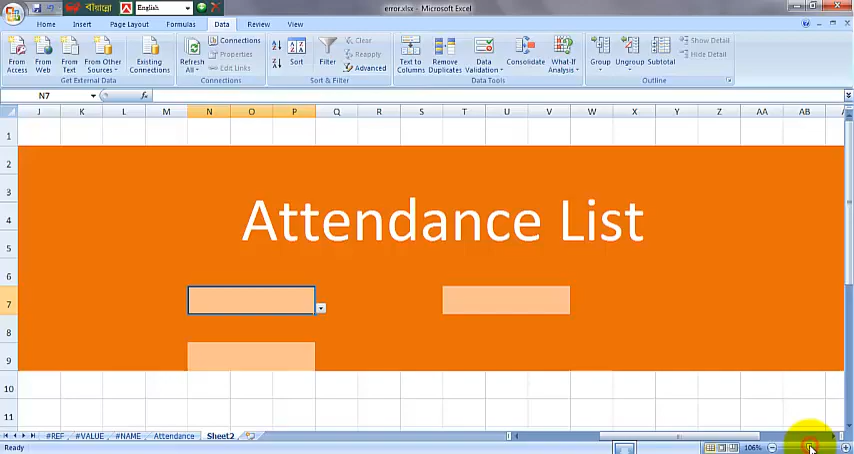 বাংলা English
error.xlsx - Microsoft Excel
Home Insert Page Layout Formulas Data Review View
From Access From Web From Text From Other Sources Existing Connections
Get External Data
Refresh All Connections Properties Edit Links
Connections
Sort Filter Clear Reapply Advanced
Sort & Filter
Text to Columns Remove Duplicates Data Validation Consolidate What-If Analysis
Data Tools
Group Ungroup Subtotal Show Detail Hide Detail
Outline
N7 fx
J K L M N O P Q R S T U V W X Y Z AA AB
1
2
3
4
5
6
7
8
9
10
11
Attendance List
#REF #VALUE #NAME Attendance Sheet2
Ready 106%